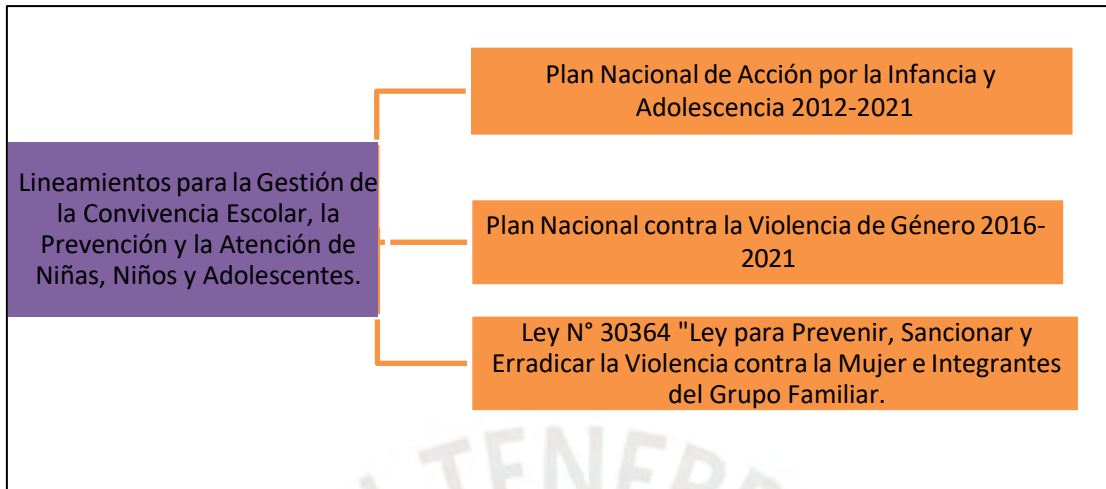 Plan Nacional de Acción por la Infancia y
Adolescencia 2012-2021
Lineamientos para la Gestión de
la Convivencia Escolar, la
Prevención y la Atención de
Niñas, Niños y Adolescentes.
Plan Nacional contra la Violencia de Género 2016-
2021
Ley N° 30364 "Ley para Prevenir, Sancionar y
Erradicar la Violencia contra la Mujer e Integrantes
del Grupo Familiar.
TENEBR